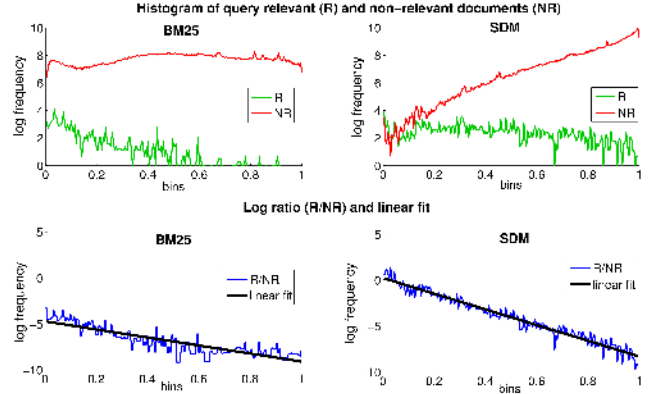 Histogram of query relevant (R) and non-relevant documents (NR)
BM25
SDM
10
8
6
4
2
0
log frequency
R
NR
0
0.2
0.4
0.6
0.8
1
bins
10
8
6
4
2
0
log frequency
R
NR
0
0.2
0.4
0.6
0.8
1
bins
Log ratio (R/NR) and linear fit
BM25
SDM
5
0
−5
−10
log frequency
R/NR
linear fit
0
0.2
0.4
0.6
0.8
1
bins
5
0
−5
10
log frequency
R/NR
linear fit
0
0.2
0.4
0.6
0.8
1
bins